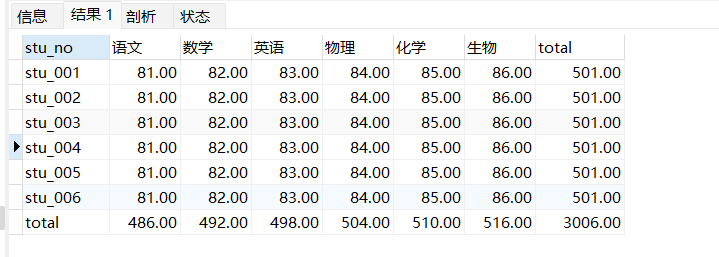 信息 结果 1 剖析 状态
stu_no 语文 数学 英语 物理 化学 生物 total
stu_001 81.00 82.00 83.00 84.00 85.00 86.00 501.00
stu_002 81.00 82.00 83.00 84.00 85.00 86.00 501.00
stu_003 81.00 82.00 83.00 84.00 85.00 86.00 501.00
stu_004 81.00 82.00 83.00 84.00 85.00 86.00 501.00
stu_005 81.00 82.00 83.00 84.00 85.00 86.00 501.00
stu_006 81.00 82.00 83.00 84.00 85.00 86.00 501.00
total 486.00 492.00 498.00 504.00 510.00 516.00 3006.00